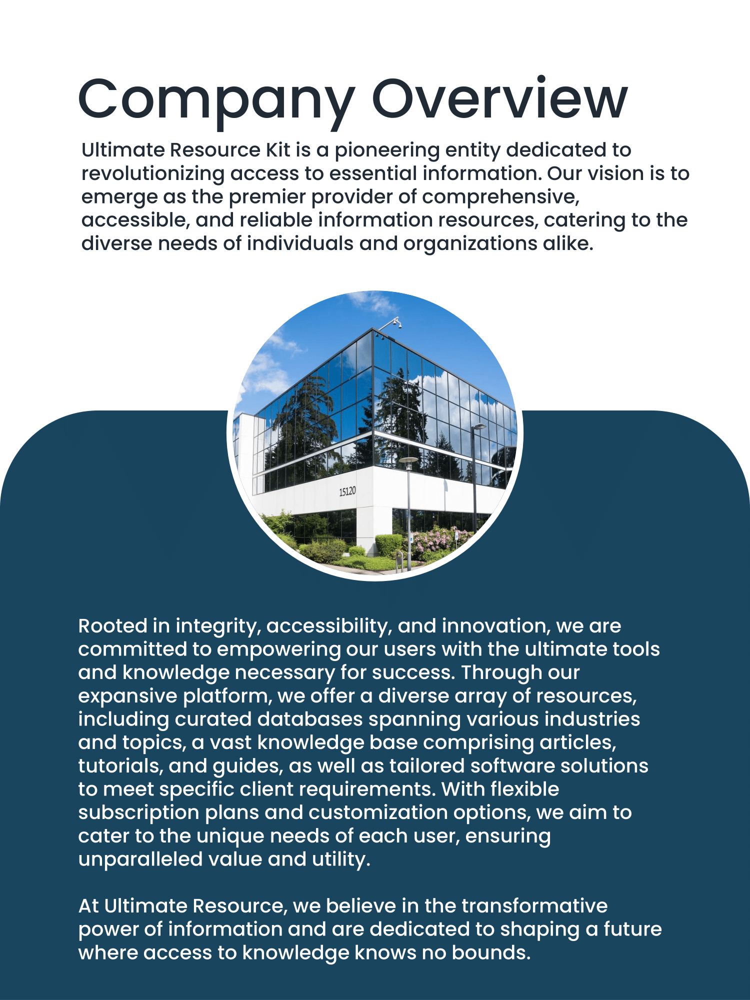 Company Overview
Ultimate Resource Kit is a pioneering entity dedicated to
revolutionizing access to essential information. Our vision is to
emerge as the premier provider of comprehensive,
accessible, and reliable information resources, catering to the
diverse needs of individuals and organizations alike.
15120
Rooted in integrity, accessibility, and innovation, we are
committed to empowering our users with the ultimate tools
and knowledge necessary for success. Through our
expansive platform, we offer a diverse array of resources,
including curated databases spanning various industries
and topics, a vast knowledge base comprising articles,
tutorials, and guides, as well as tailored software solutions
to meet specific client requirements. With flexible
subscription plans and customization options, we aim to
cater to the unique needs of each user, ensuring
unparalleled value and utility.
At Ultimate Resource, we believe in the transformative
power of information and are dedicated to shaping a future
where access to knowledge knows no bounds.